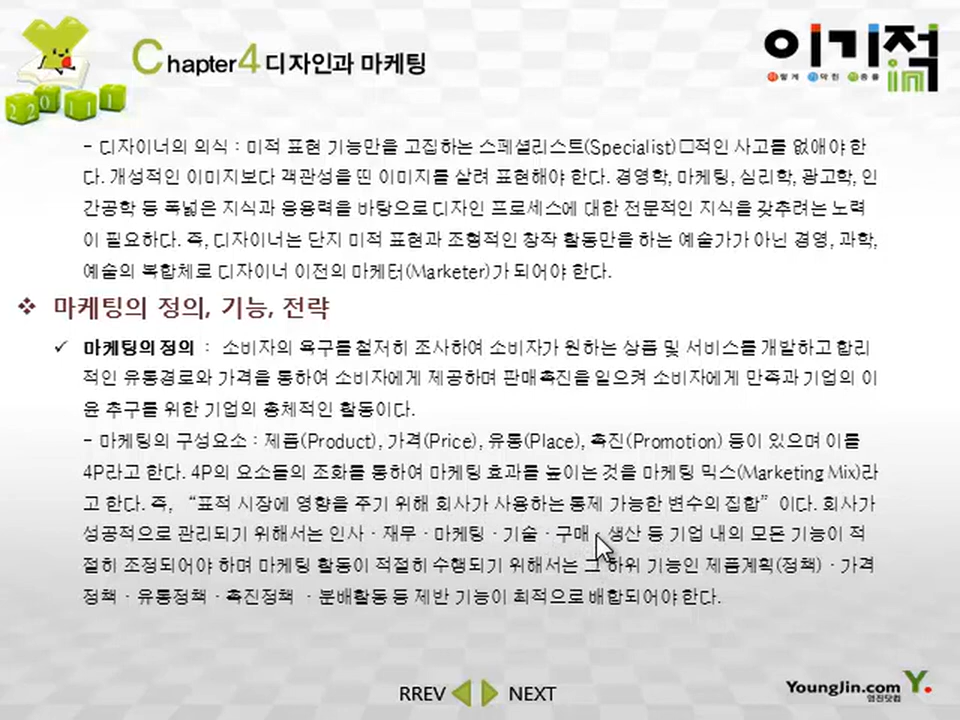 Chapter4 디자인과 마케팅
이기적in
2011
- 디자이너의 의식 : 미적 표현 기능만을 고집하는 스페셜리스트(Specialist)□적인 사고를 없애야 한
다. 개성적인 이미지보다 객관성을 띤 이미지를 살려 표현해야 한다. 경영학, 마케팅, 심리학, 광고학, 인
간공학 등 폭넓은 지식과 응용력을 바탕으로 디자인 프로세스에 대한 전문적인 지식을 갖추려는 노력
이 필요하다. 즉, 디자이너는 단지 미적 표현과 조형적인 창작 활동만을 하는 예술가가 아닌 경영, 과학,
예술의 복합체로 디자이너 이전의 마케터(Marketer)가 되어야 한다.
❖ 마케팅의 정의, 기능, 전략
✓ 마케팅의 정의 : 소비자의 욕구를 철저히 조사하여 소비자가 원하는 상품 및 서비스를 개발하고 합리
적인 유통경로와 가격을 통하여 소비자에게 제공하며 판매촉진을 일으켜 소비자에게 만족과 기업의 이
윤 추구를 위한 기업의 총체적인 활동이다.
- 마케팅의 구성요소 : 제품(Product), 가격(Price), 유통(Place), 촉진(Promotion) 등이 있으며 이를
4P라고 한다. 4P의 요소들의 조화를 통하여 마케팅 효과를 높이는 것을 마케팅 믹스(Marketing Mix)라
고 한다. 즉, “표적 시장에 영향을 주기 위해 회사가 사용하는 통제 가능한 변수의 집합” 이다. 회사가
성공적으로 관리되기 위해서는 인사 · 재무 · 마케팅 · 기술 · 구매 · 생산 등 기업 내의 모든 기능이 적
절히 조정되어야 하며 마케팅 활동이 적절히 수행되기 위해서는 그 하위 기능인 제품계획(정책) · 가격
정책 · 유통정책 · 촉진정책 · 분배활동 등 제반 기능이 최적으로 배합되어야 한다.
RREV NEXT
YoungJin.com Y.
영진닷컴